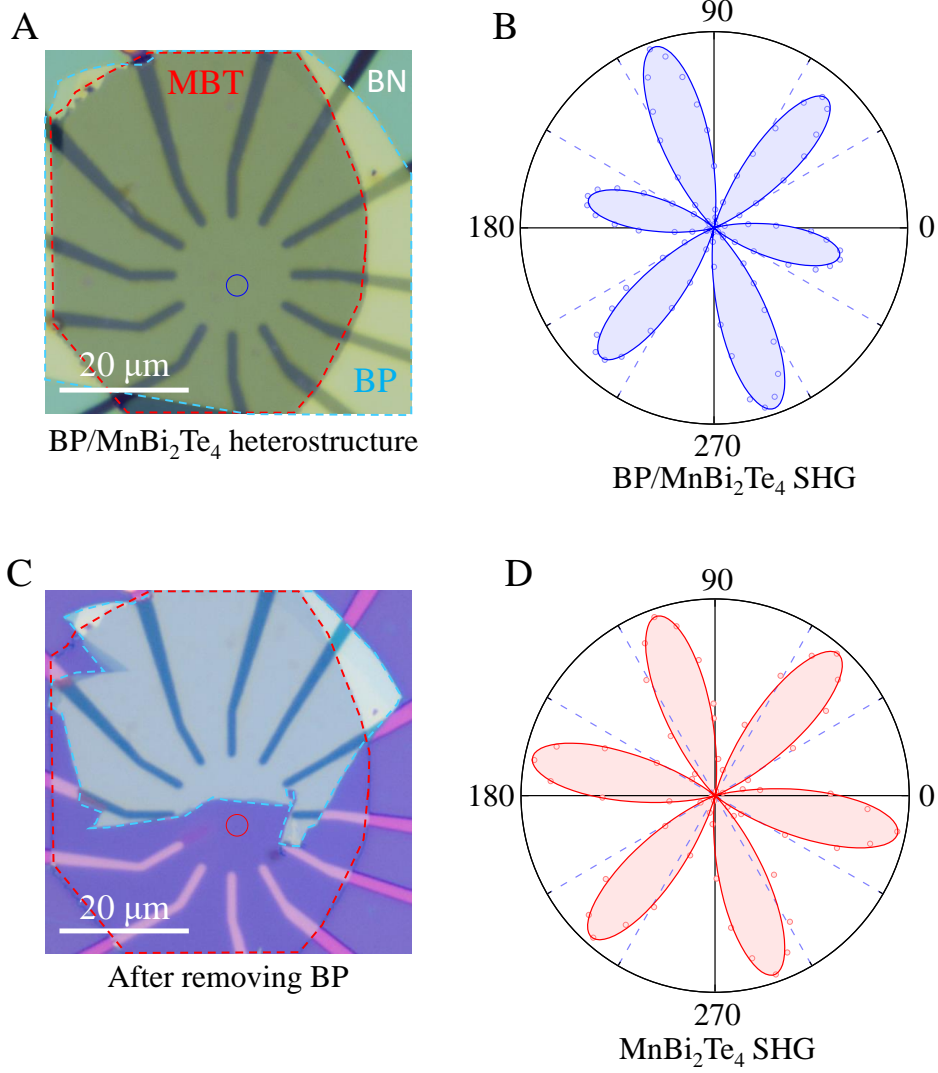 A
MBT
BN
BP
20 μm
BP/MnBi₂Te₄ heterostructure
B
90
180
0
270
BP/MnBi₂Te₄ SHG
C
20 μm
After removing BP
D
90
180
0
270
MnBi₂Te₄ SHG